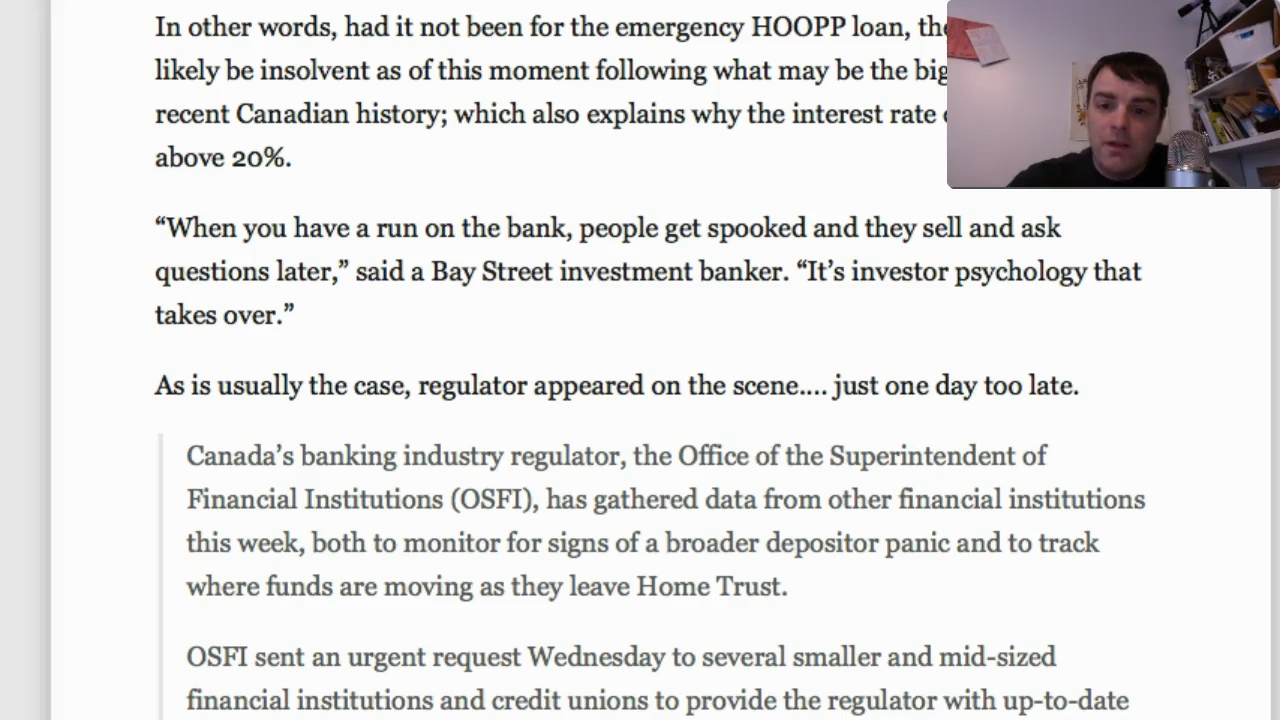 In other words, had it not been for the emergency HOOPP loan, the
likely be insolvent as of this moment following what may be the big
recent Canadian history; which also explains why the interest rate
above 20%.
“When you have a run on the bank, people get spooked and they sell and ask
questions later,” said a Bay Street investment banker. “It’s investor psychology that
takes over.”
As is usually the case, regulator appeared on the scene.... just one day too late.
Canada’s banking industry regulator, the Office of the Superintendent of
Financial Institutions (OSFI), has gathered data from other financial institutions
this week, both to monitor for signs of a broader depositor panic and to track
where funds are moving as they leave Home Trust.
OSFI sent an urgent request Wednesday to several smaller and mid-sized
financial institutions and credit unions to provide the regulator with up-to-date